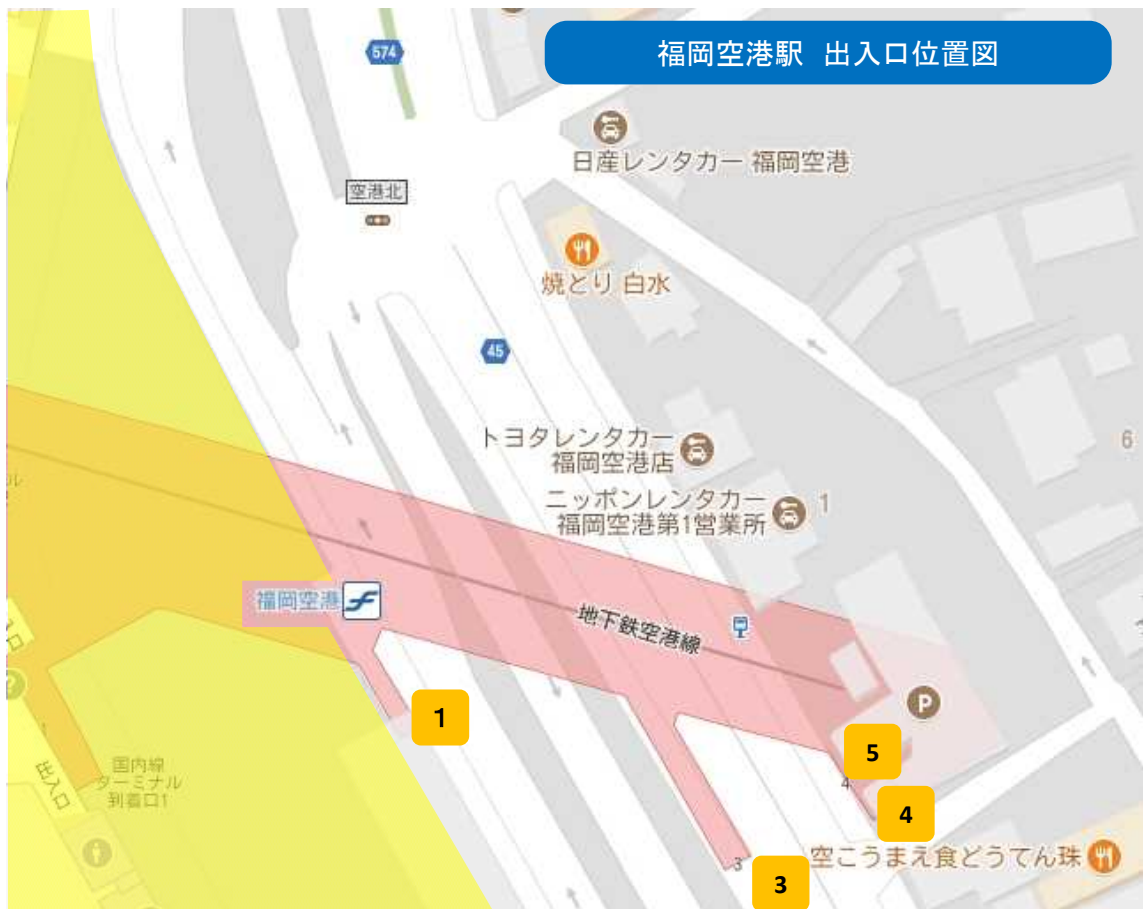 福岡空港駅 出入口位置図
574
日産レンタカー 福岡空港
空港北
焼とり 白水
45
トヨタレンタカー
福岡空港店
6
ニッポンレンタカー
福岡空港第1営業所
1
福岡空港
地下鉄空港線
1
P
5
4
4
出入口
国内線
ターミナル
到着口1
空こうまえ食どうてん珠
3
3